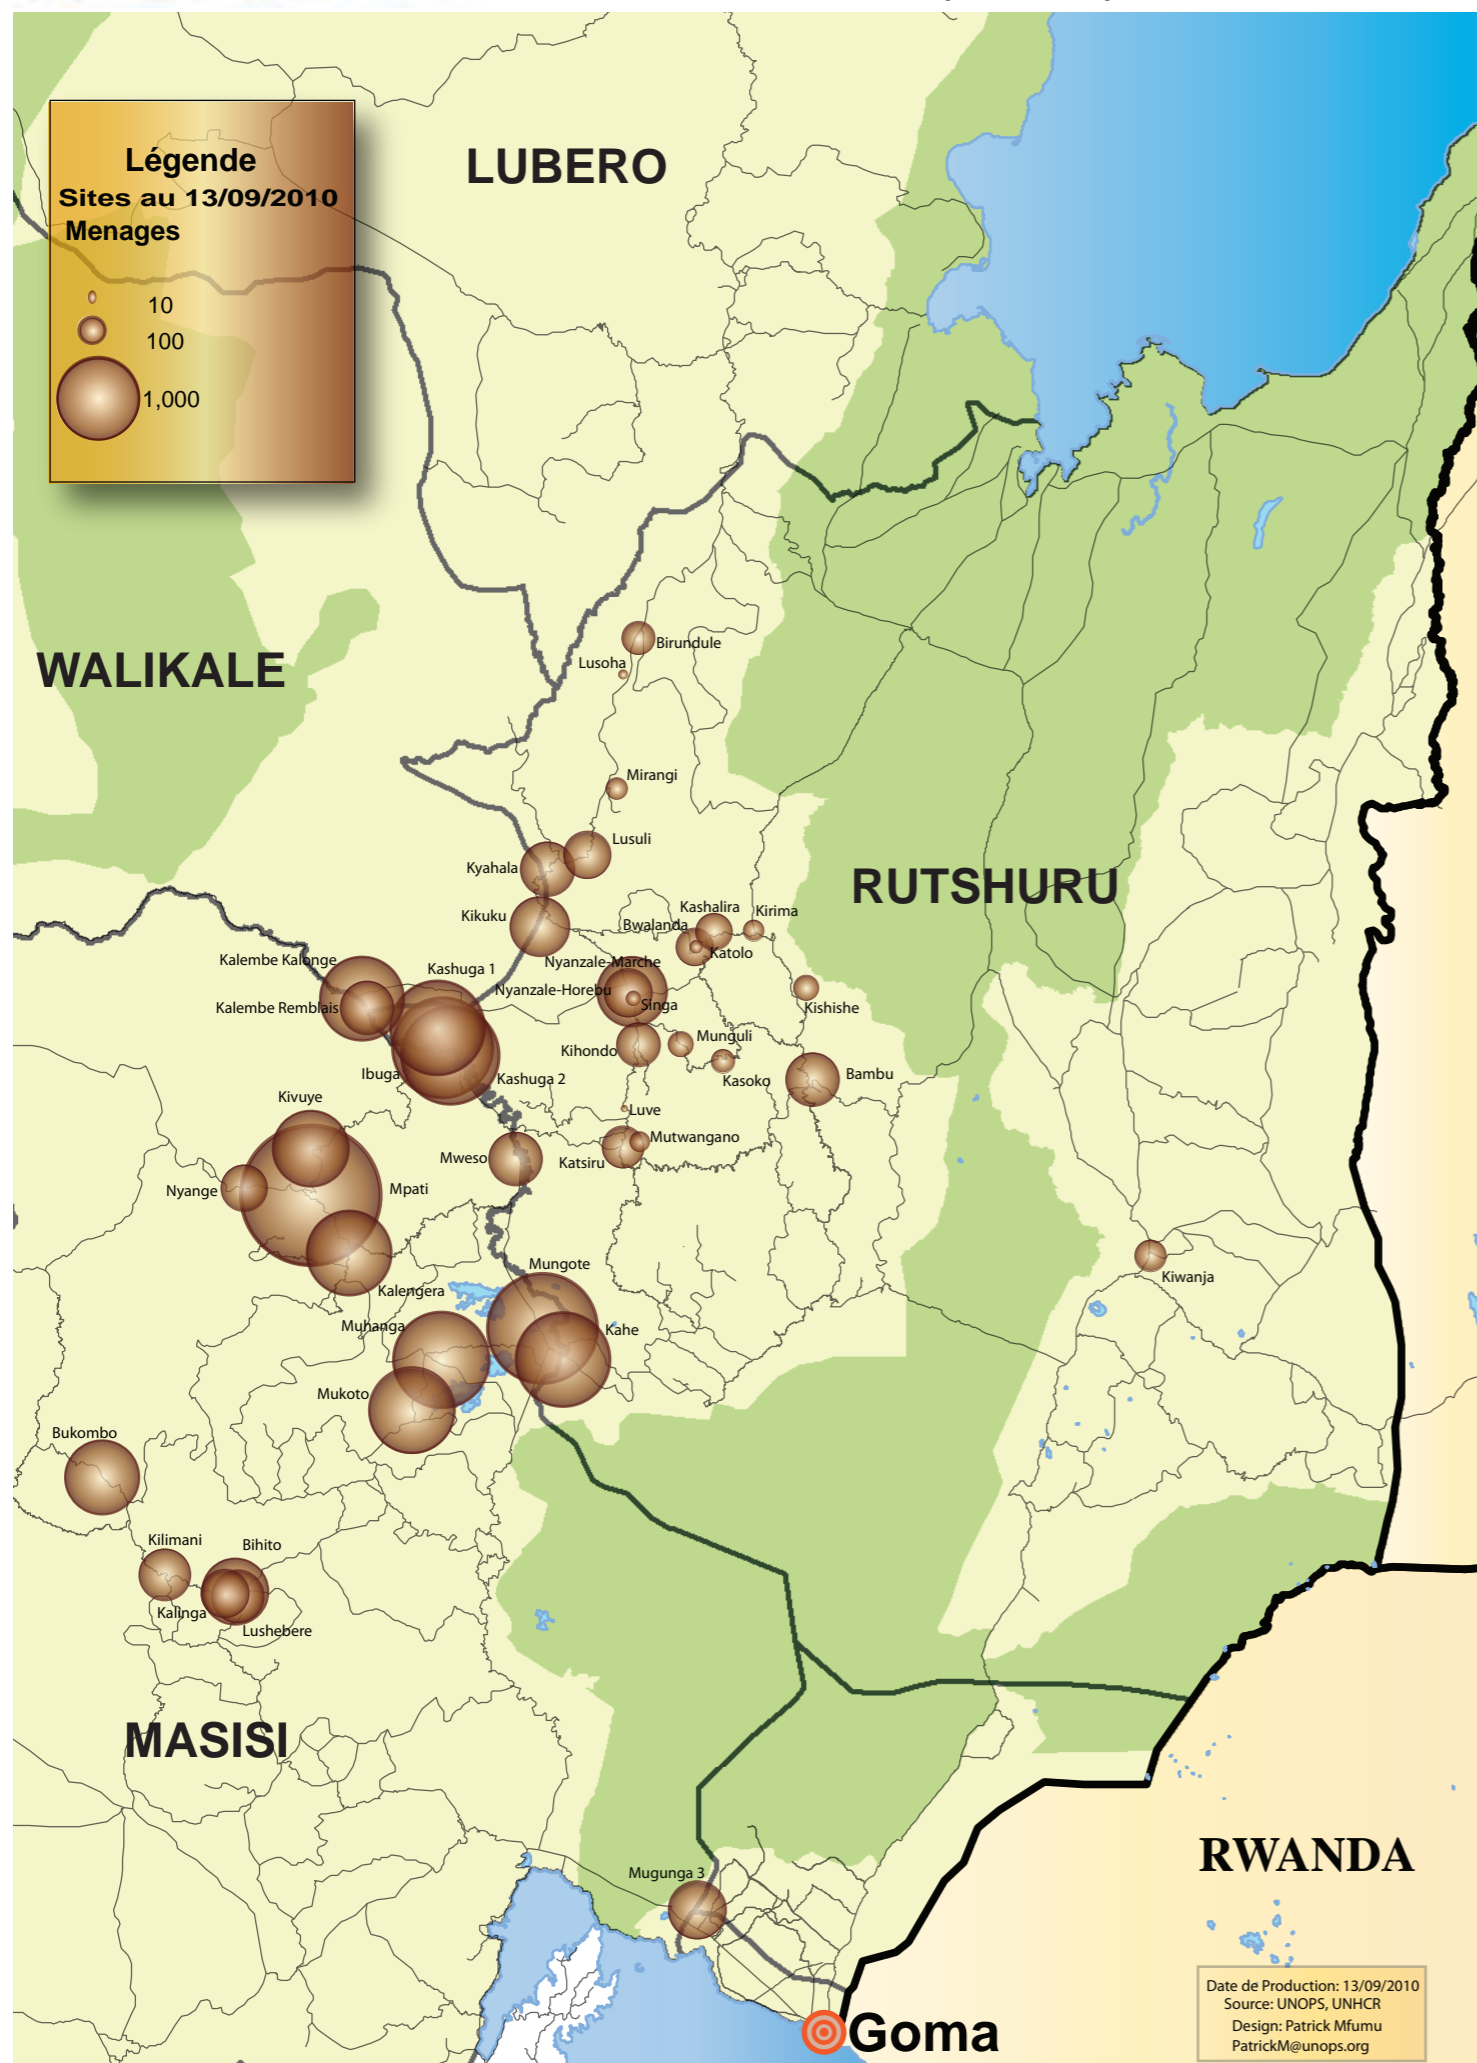 LUBERO
Légende
Sites au 13/09/2010
Menages
10
100
1,000
WALIKALE
Birundule
Lusoha
Mirangi
Lusuli
Kyahala
RUTSHURU
Kikuku
Kashalira
Kirima
Bwalanda
Katolo
Kalembe Kalonge
Kashuga 1
Nyanzale-Marche
Nyanzale-Horebu
Singa
Kishishe
Kalembe Remblais
Kihondo
Munguli
Ibuga
Kashuga 2
Kasoko
Bambu
Kivuye
Luve
Mutwangano
Mweso
Katsiru
Nyange
Mpati
Mungote
Kiwanja
Kalengera
Muhanga
Kahe
Mukoto
Bukombo
Kilimani
Bihito
Kalinga
Lushebere
MASISI
RWANDA
Mugunga 3
Goma
Date de Production: 13/09/2010
Source: UNOPS, UNHCR
Design: Patrick Mfumu
PatrickM@unops.org